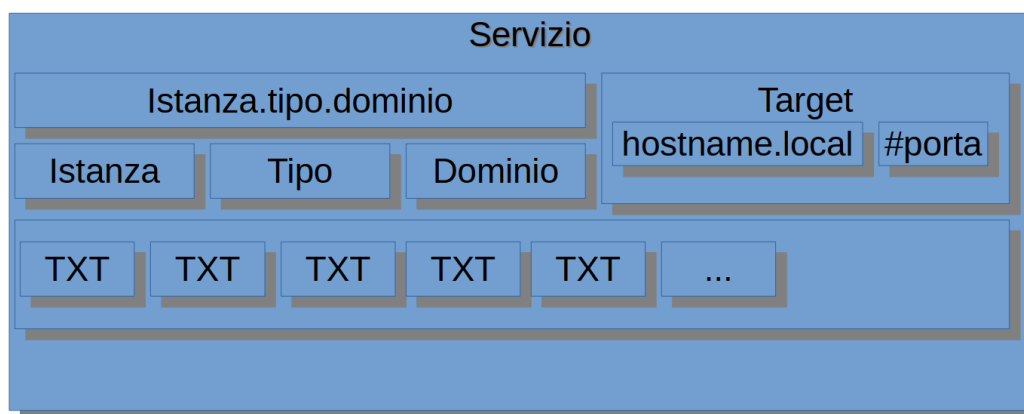 Servizio
Istanza.tipo.dominio
Target
hostname.local #porta
Istanza Tipo Dominio
TXT TXT TXT TXT TXT ...